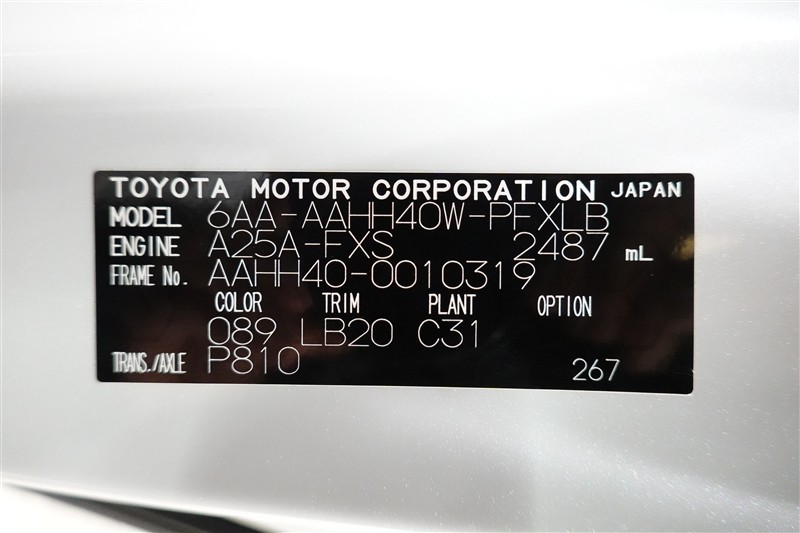 TOYOTA MOTOR CORPORATION JAPAN
MODEL 6AA-AAHH40W-PFXLB
ENGINE A25A-FXS 2487 mL
FRAME No. AAHH40-0010319
COLOR TRIM PLANT OPTION
089 LB20 C31
TRANS./AXLE P810 267